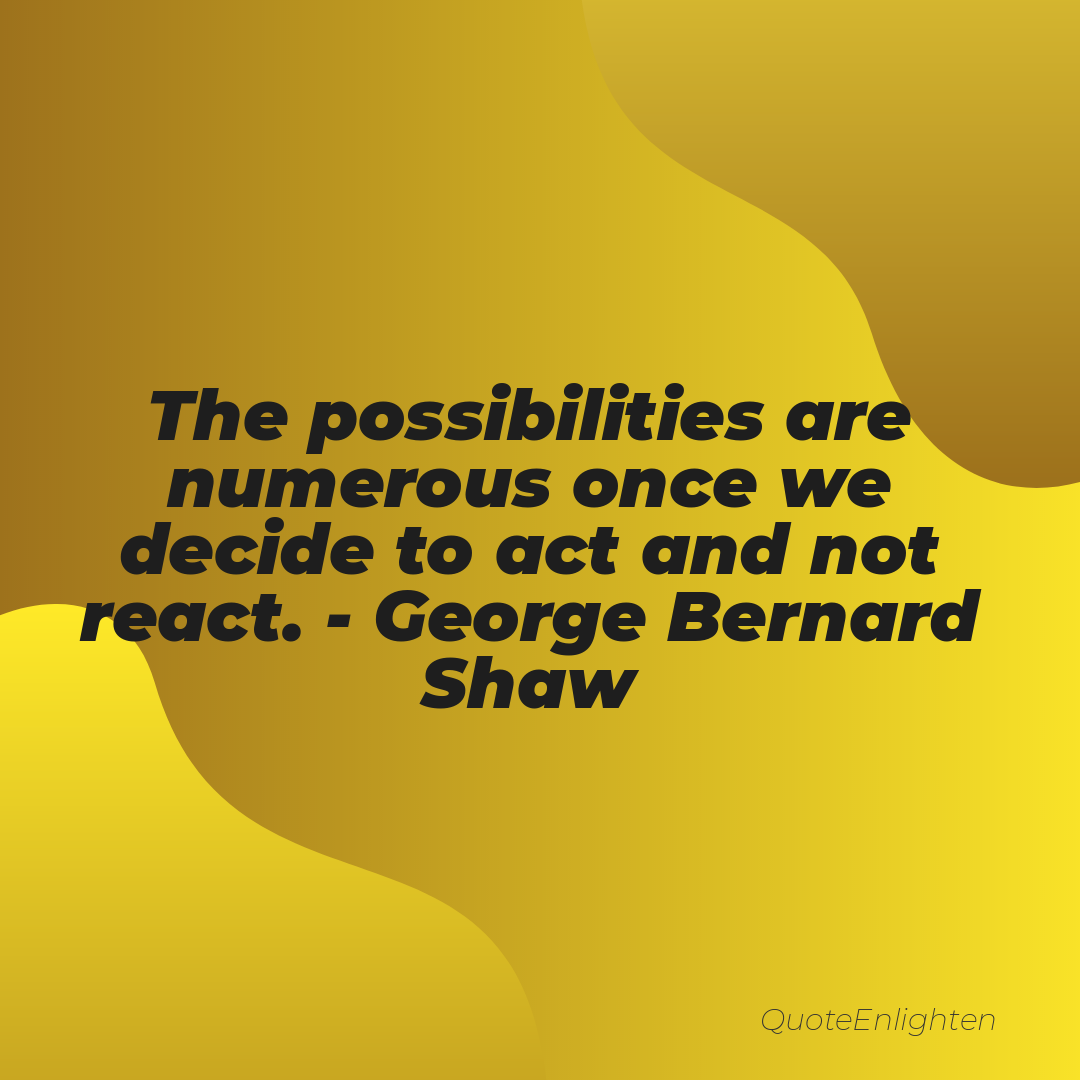 The possibilities are
numerous once we
decide to act and not
react. - George Bernard
Shaw
QuoteEnlighten